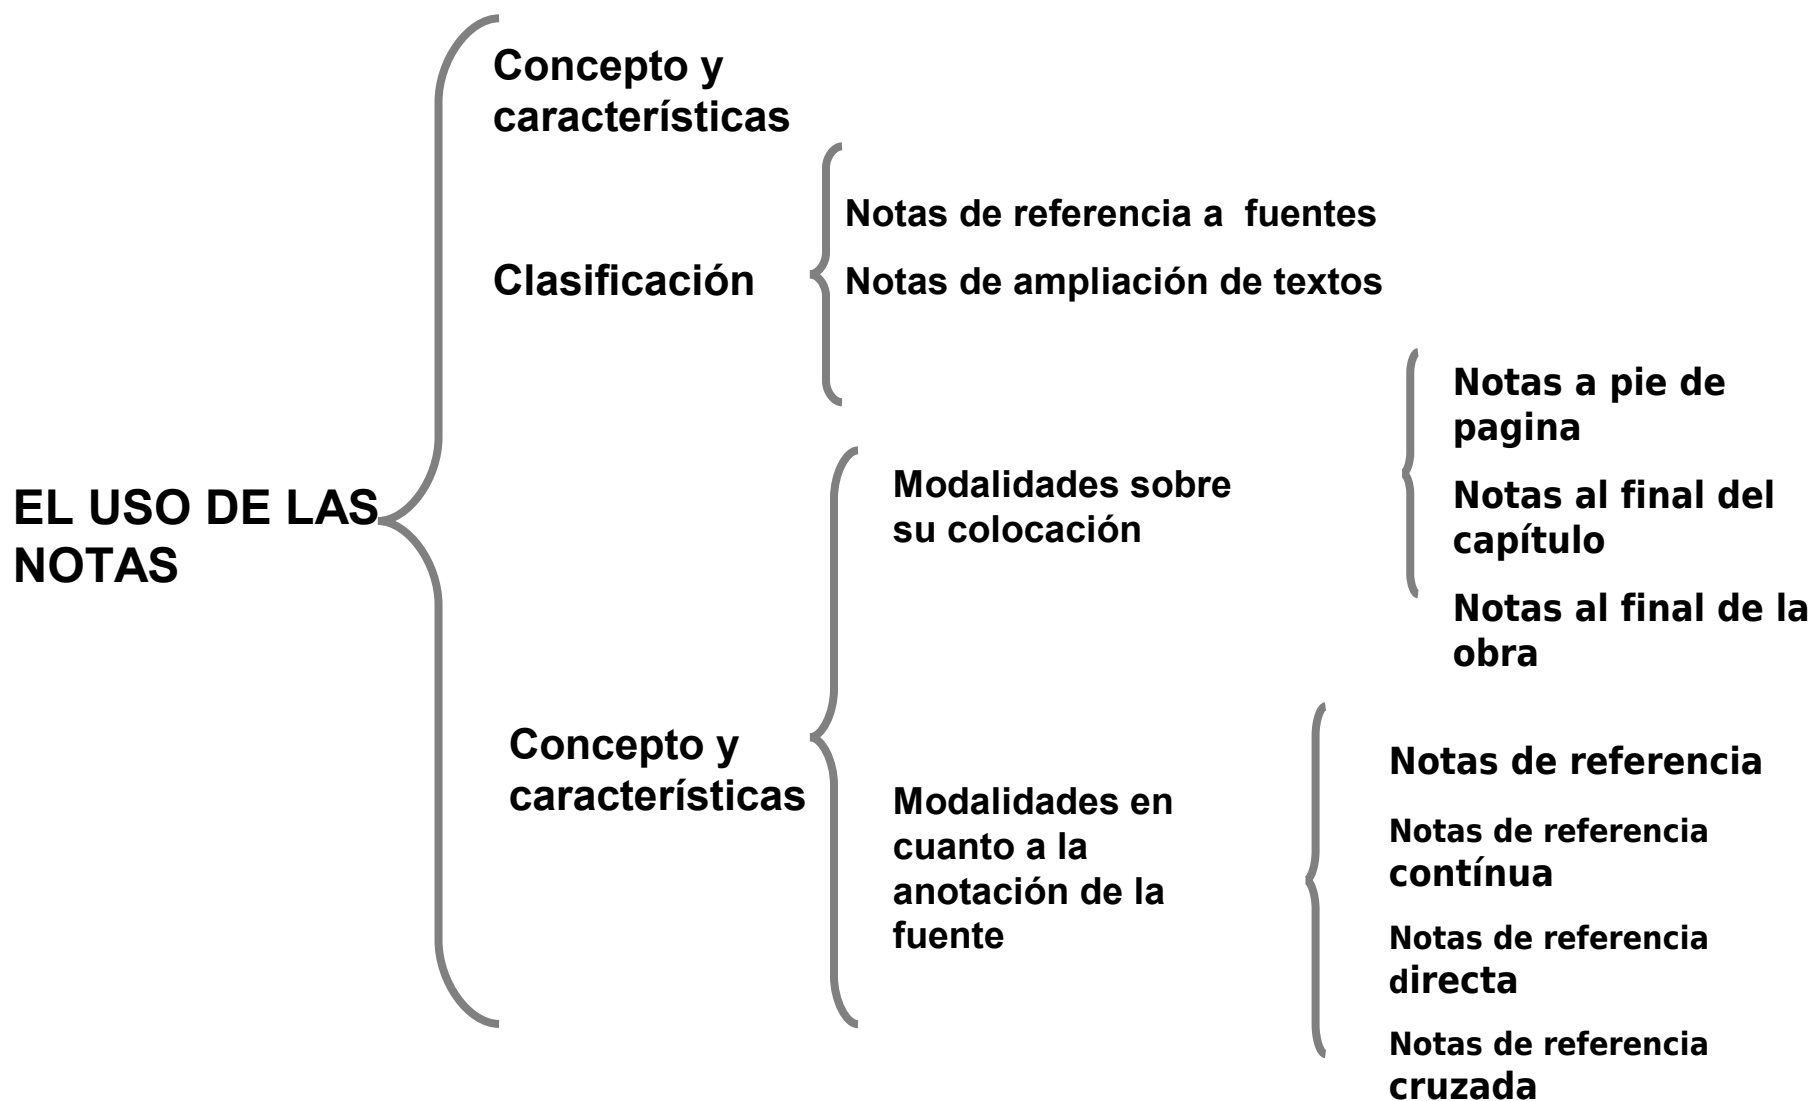 EL USO DE LAS
NOTAS
Concepto y
características
Clasificación
Notas de referencia a  fuentes
Notas de ampliación de textos
Concepto y
características
Modalidades sobre
su colocación
Notas a pie de
pagina
Notas al final del
capítulo
Notas al final de la
obra
Modalidades en
cuanto a la
anotación de la
fuente
Notas de referencia
Notas de referencia
contínua
Notas de referencia
directa
Notas de referencia
cruzada